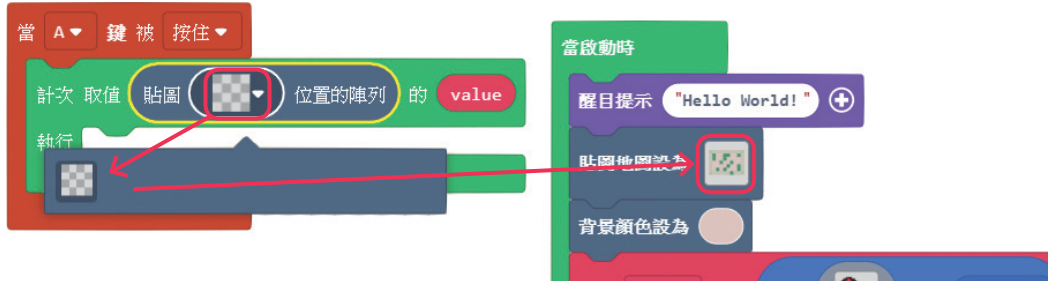 當 A 鍵 被 按住
計次 取值 貼圖 位置的陣列 的 value
執行
當啟動時
醒目提示 "Hello World!"
貼圖地圖設為
背景顏色設為